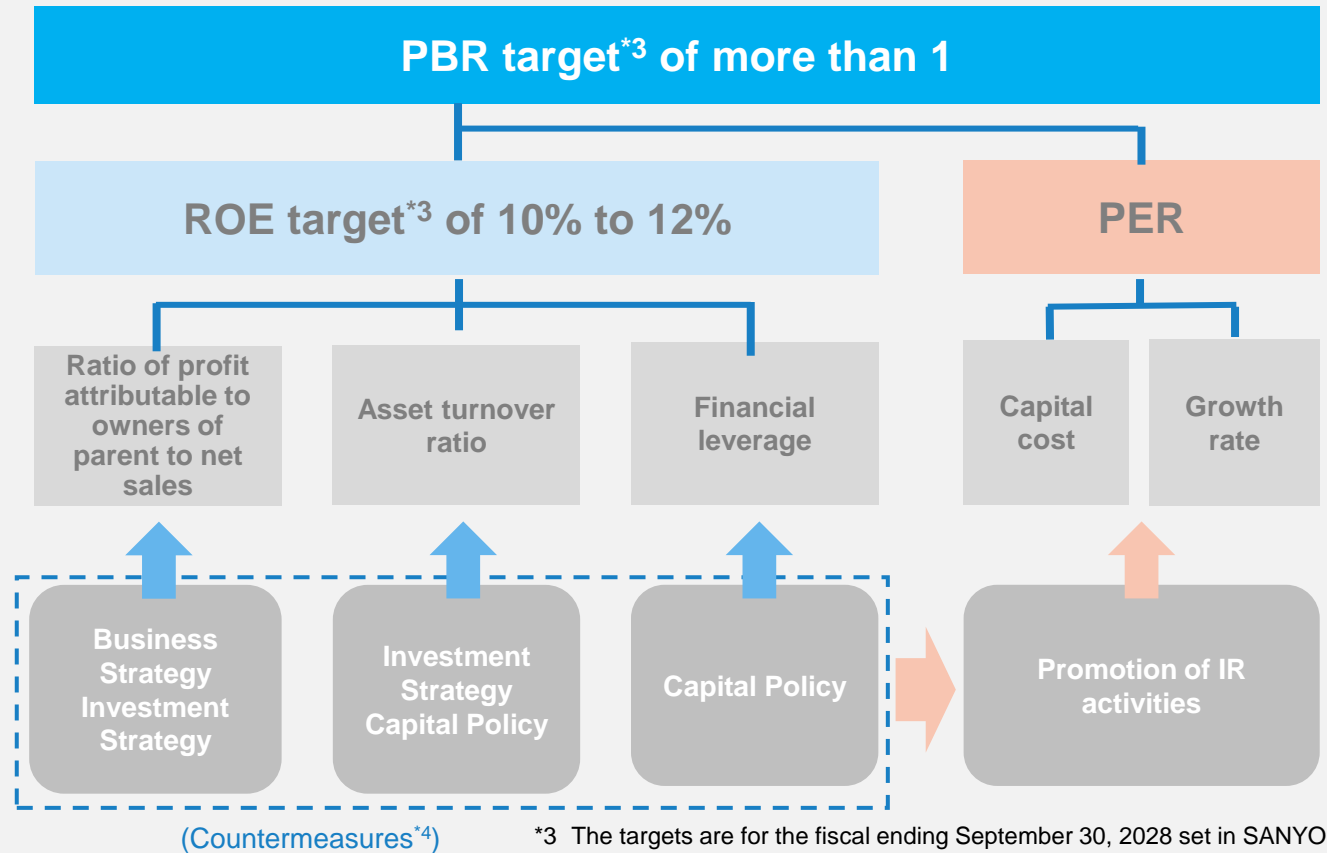 PBR target*3 of more than 1
ROE target*3 of 10% to 12%
PER
Ratio of profit
attributable to
owners of
parent to net
sales
Asset turnover
ratio
Financial
leverage
Capital
cost
Growth
rate
Business
Strategy
Investment
Strategy
Investment
Strategy
Capital Policy
Capital Policy
Promotion of IR
activities
(Countermeasures*4)
*3 The targets are for the fiscal ending September 30, 2028 set in SANYO